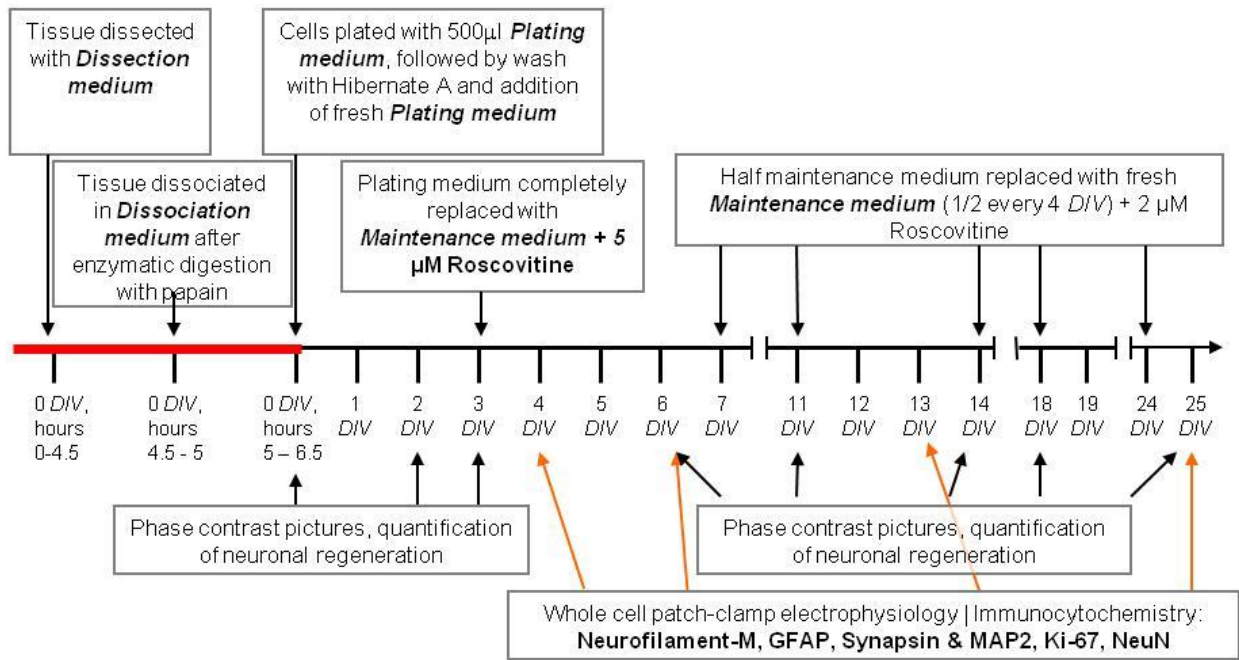 Tissue dissected
with Dissection
medium
Cells plated with 500µl Plating
medium, followed by wash
with Hibernate A and addition
of fresh Plating medium
Tissue dissociated
in Dissociation
medium after
enzymatic digestion
with papain
Plating medium completely
replaced with
Maintenance medium + 5
µM Roscovitine
Half maintenance medium replaced with fresh
Maintenance medium (1/2 every 4 DIV) + 2 µM
Roscovitine
0 DIV,
hours
0-4.5
0 DIV,
hours
4.5 - 5
0 DIV,
hours
5 – 6.5
1
DIV
2
DIV
3
DIV
4
DIV
5
DIV
6
DIV
7
DIV
11
DIV
12
DIV
13
DIV
14
DIV
18
DIV
19
DIV
24
DIV
25
DIV
Phase contrast pictures, quantification
of neuronal regeneration
Phase contrast pictures, quantification
of neuronal regeneration
Whole cell patch-clamp electrophysiology | Immunocytochemistry:
Neurofilament-M, GFAP, Synapsin & MAP2, Ki-67, NeuN